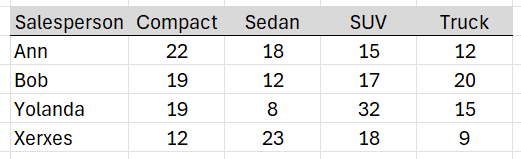 Salesperson Compact Sedan SUV Truck
Ann 22 18 15 12
Bob 19 12 17 20
Yolanda 19 8 32 15
Xerxes 12 23 18 9